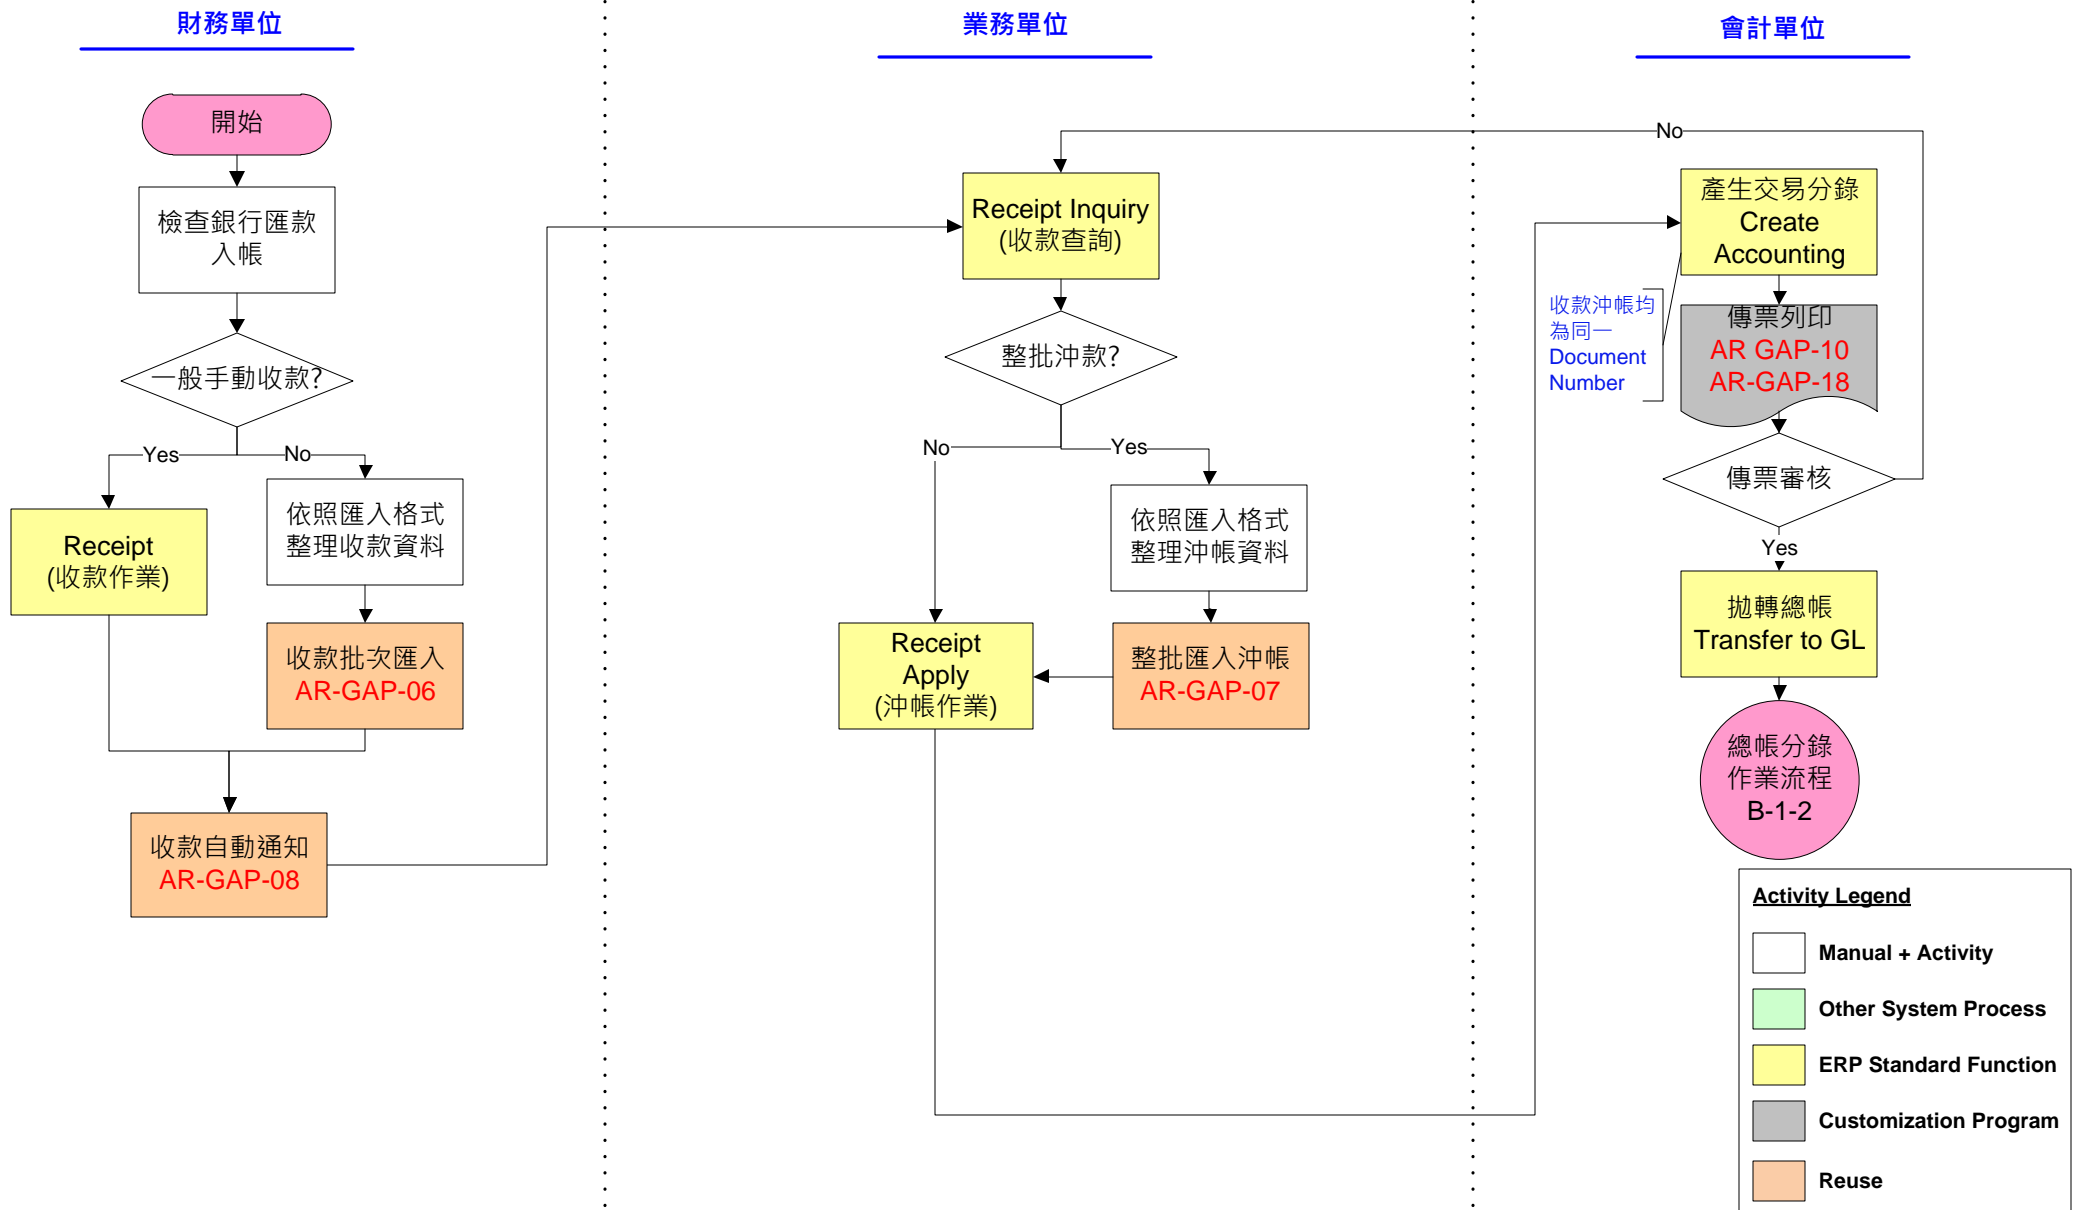 財務單位
開始
檢查銀行匯款
入帳
一般手動收款?
Yes
No
Receipt
(收款作業)
依照匯入格式
整理收款資料
收款批次匯入
AR-GAP-06
收款自動通知
AR-GAP-08
業務單位
Receipt Inquiry
(收款查詢)
整批沖款?
No
Yes
依照匯入格式
整理沖帳資料
Receipt
Apply
(沖帳作業)
整批匯入沖帳
AR-GAP-07
會計單位
No
產生交易分錄
Create
Accounting
收款沖帳均
為同一
Document
Number
傳票列印
AR GAP-10
AR-GAP-18
傳票審核
Yes
拋轉總帳
Transfer to GL
總帳分錄
作業流程
B-1-2
Activity Legend
Manual + Activity
Other System Process
ERP Standard Function
Customization Program
Reuse